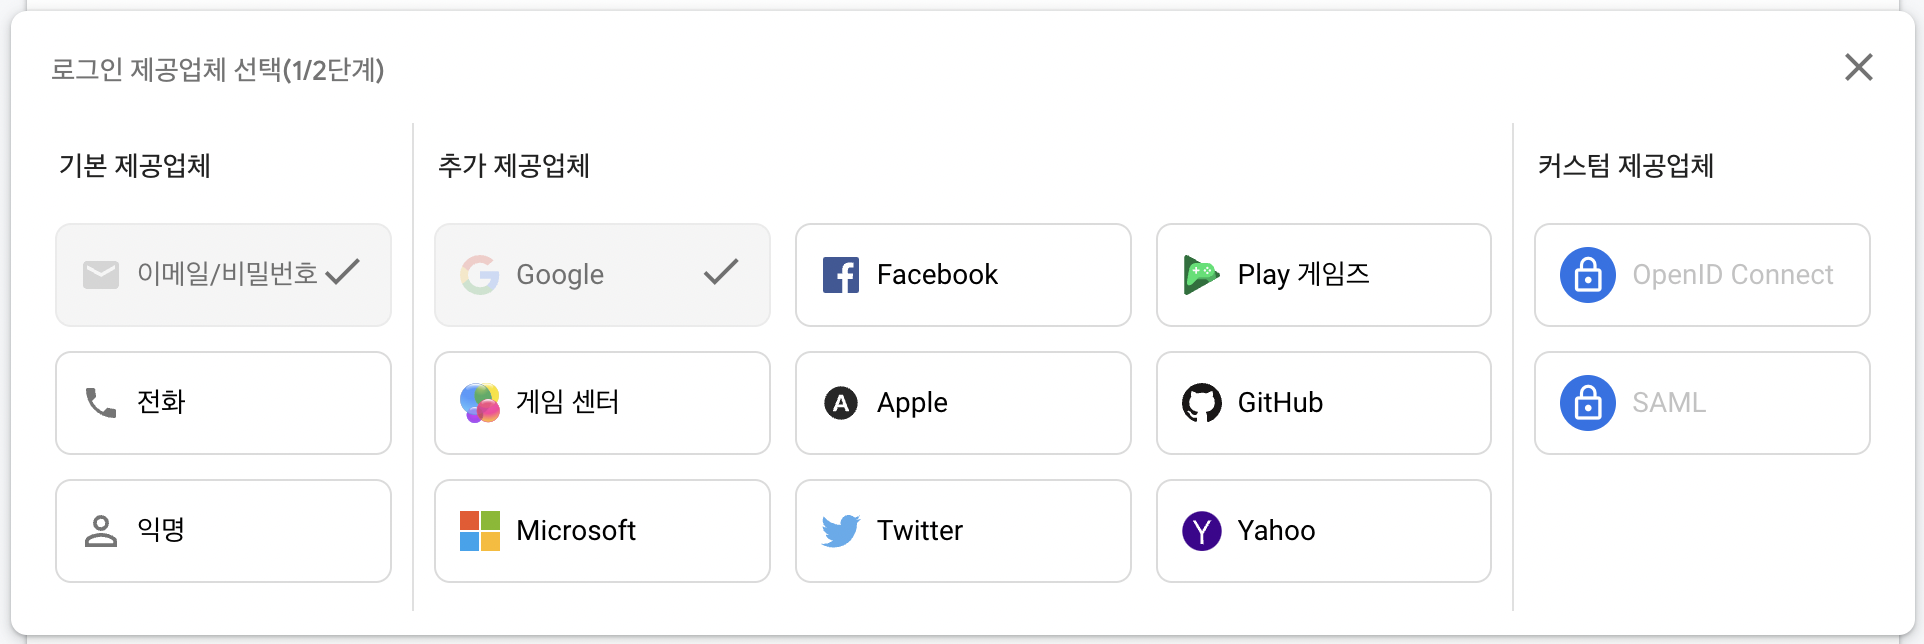 로그인 제공업체 선택(1/2단계)
기본 제공업체
이메일/비밀번호
전화
익명
추가 제공업체
Google
Facebook
Play 게임즈
게임 센터
Apple
GitHub
Microsoft
Twitter
Yahoo
커스텀 제공업체
OpenID Connect
SAML